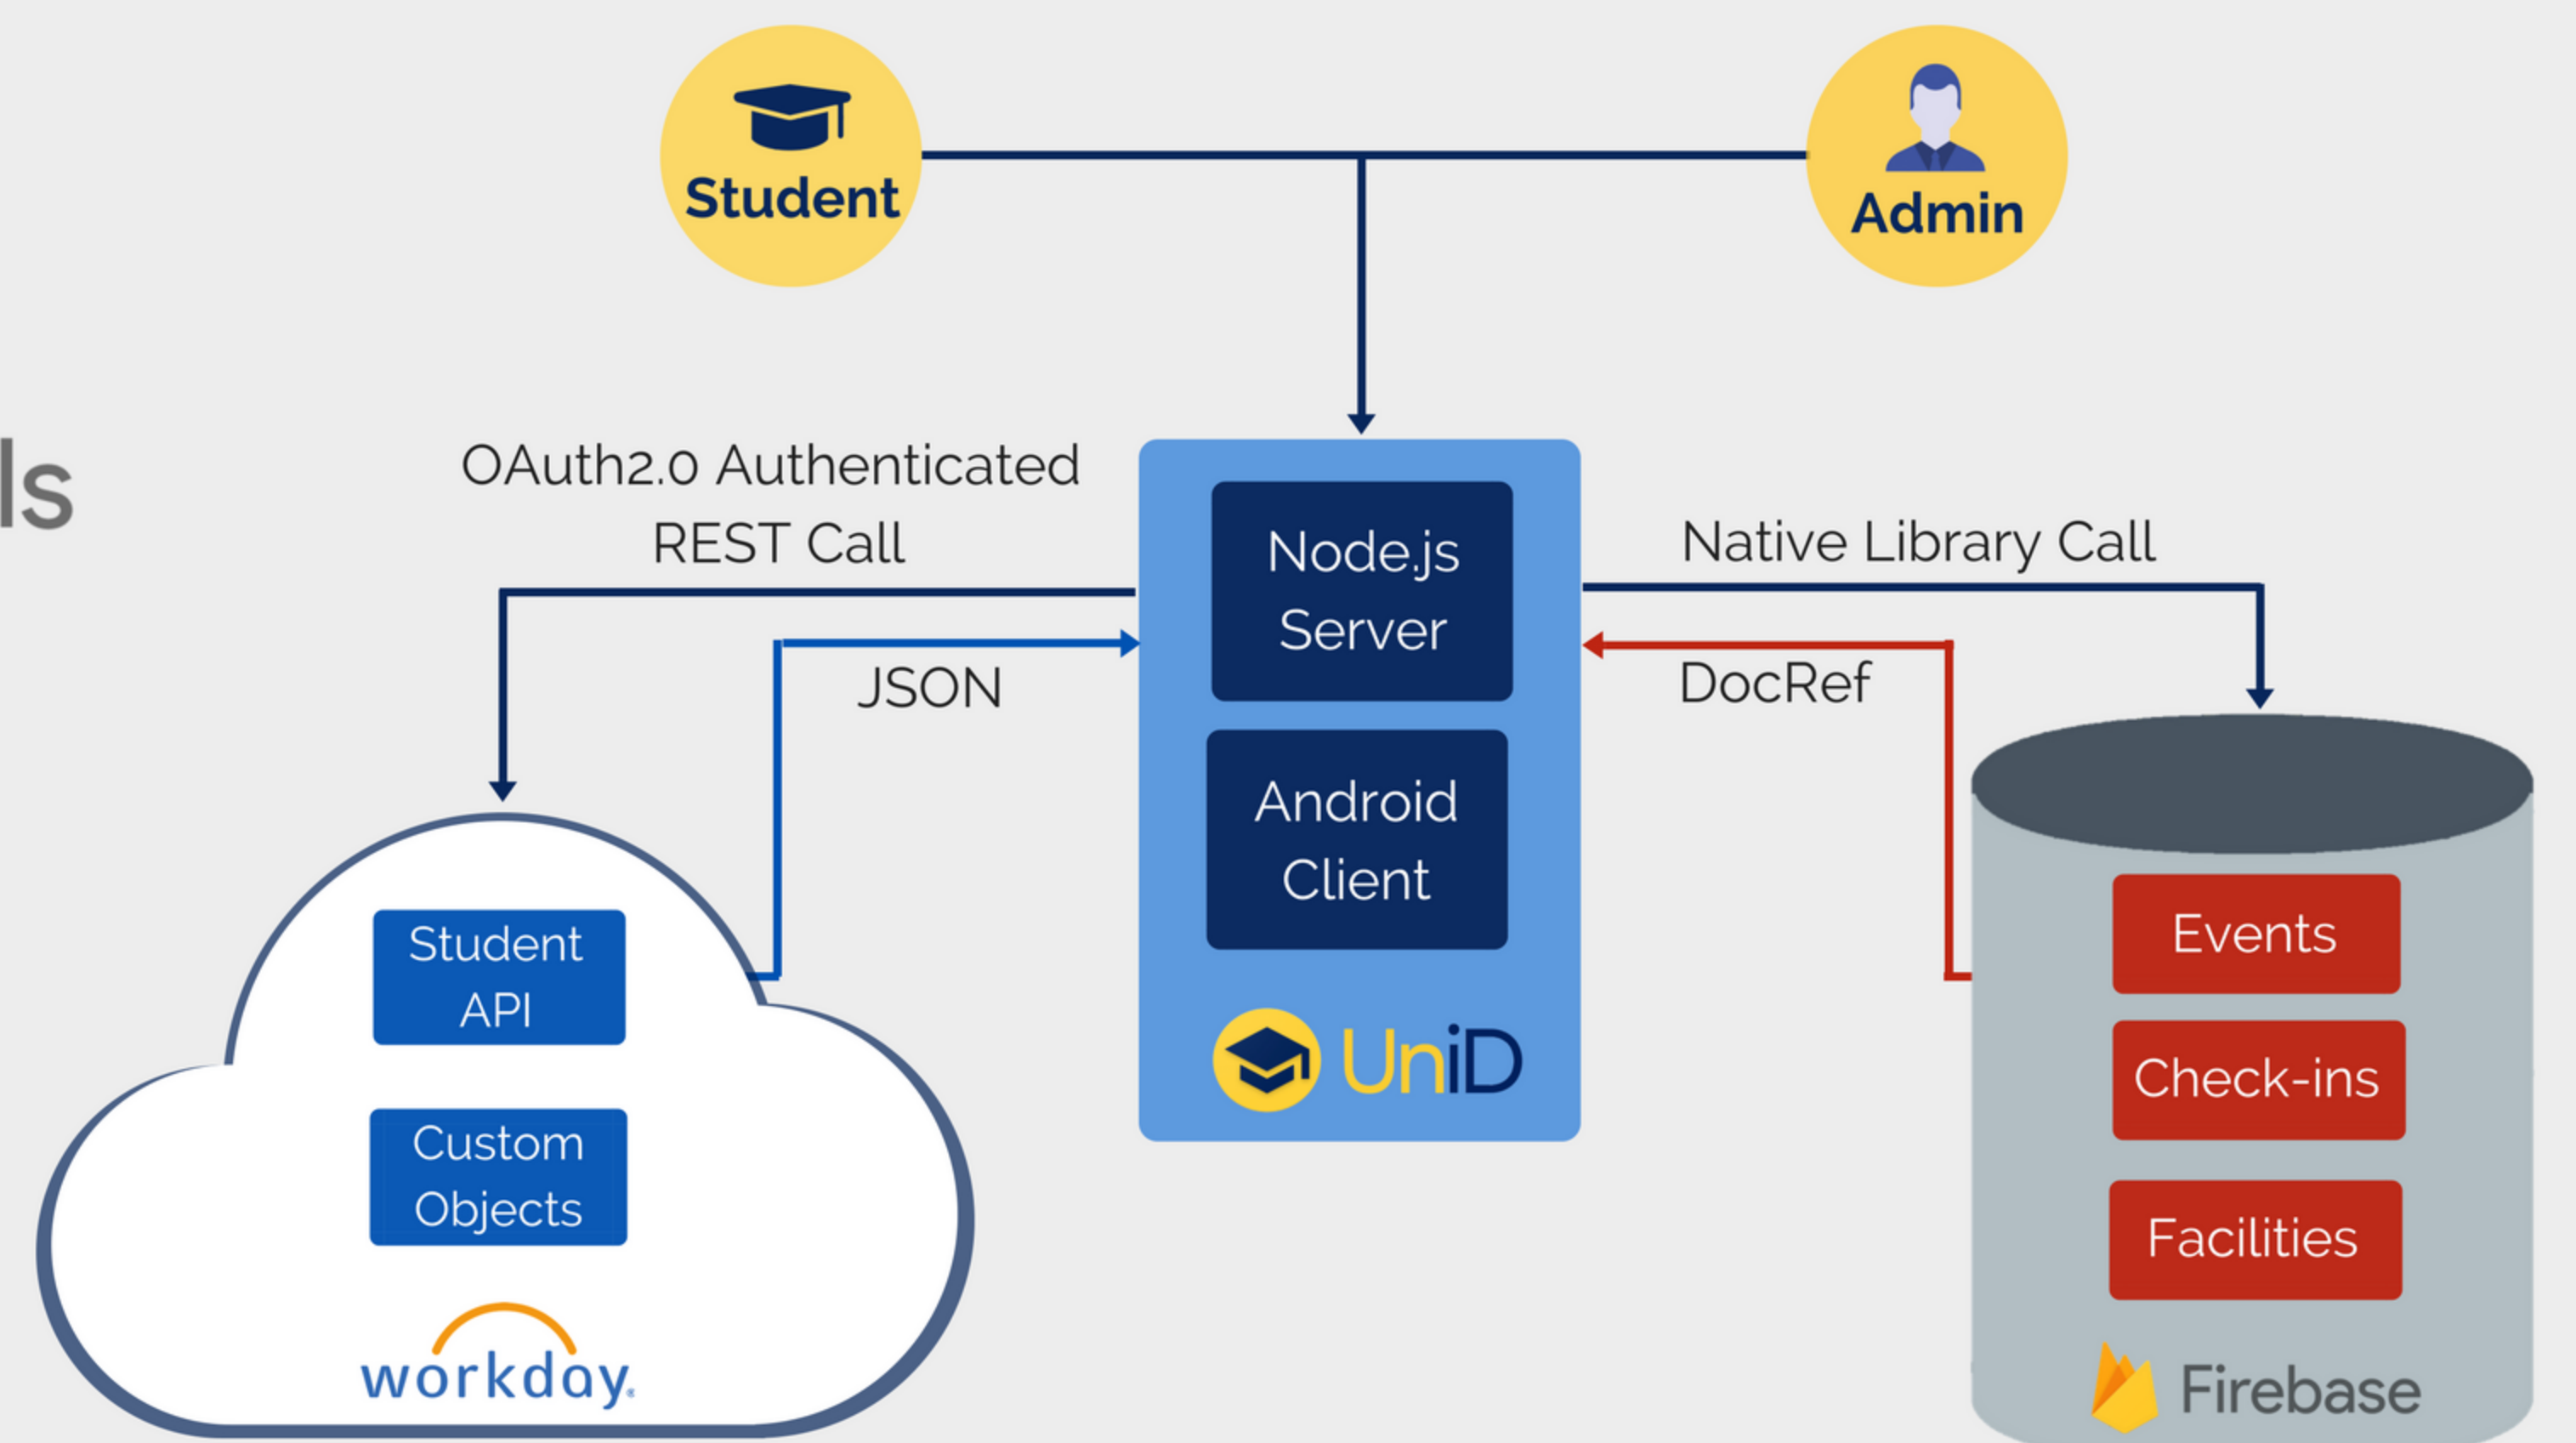 Student
Admin
ls
OAuth2.0 Authenticated
REST Call
JSON
Node.js
Server
Android
Client
UniD
Native Library Call
DocRef
Student
API
Custom
Objects
workday®
Events
Check-ins
Facilities
Firebase